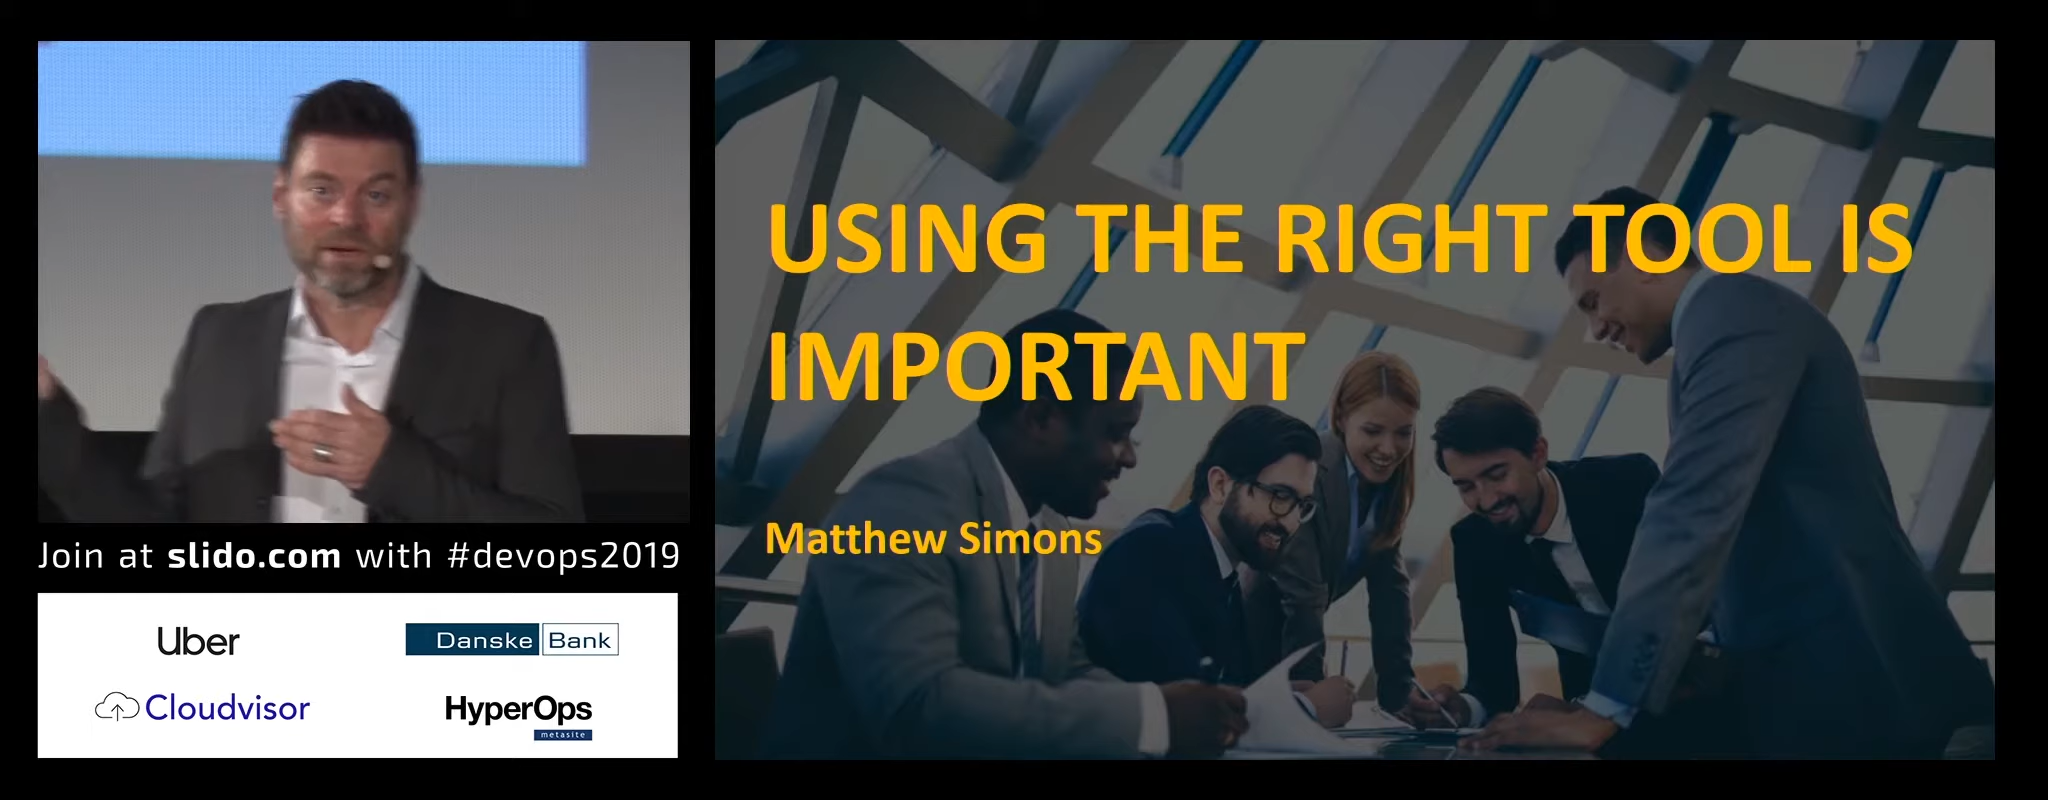 Join at slido.com with #devops2019
Uber
Danske Bank
Cloudvisor
HyperOps
metasite
USING THE RIGHT TOOL IS
IMPORTANT
Matthew Simons